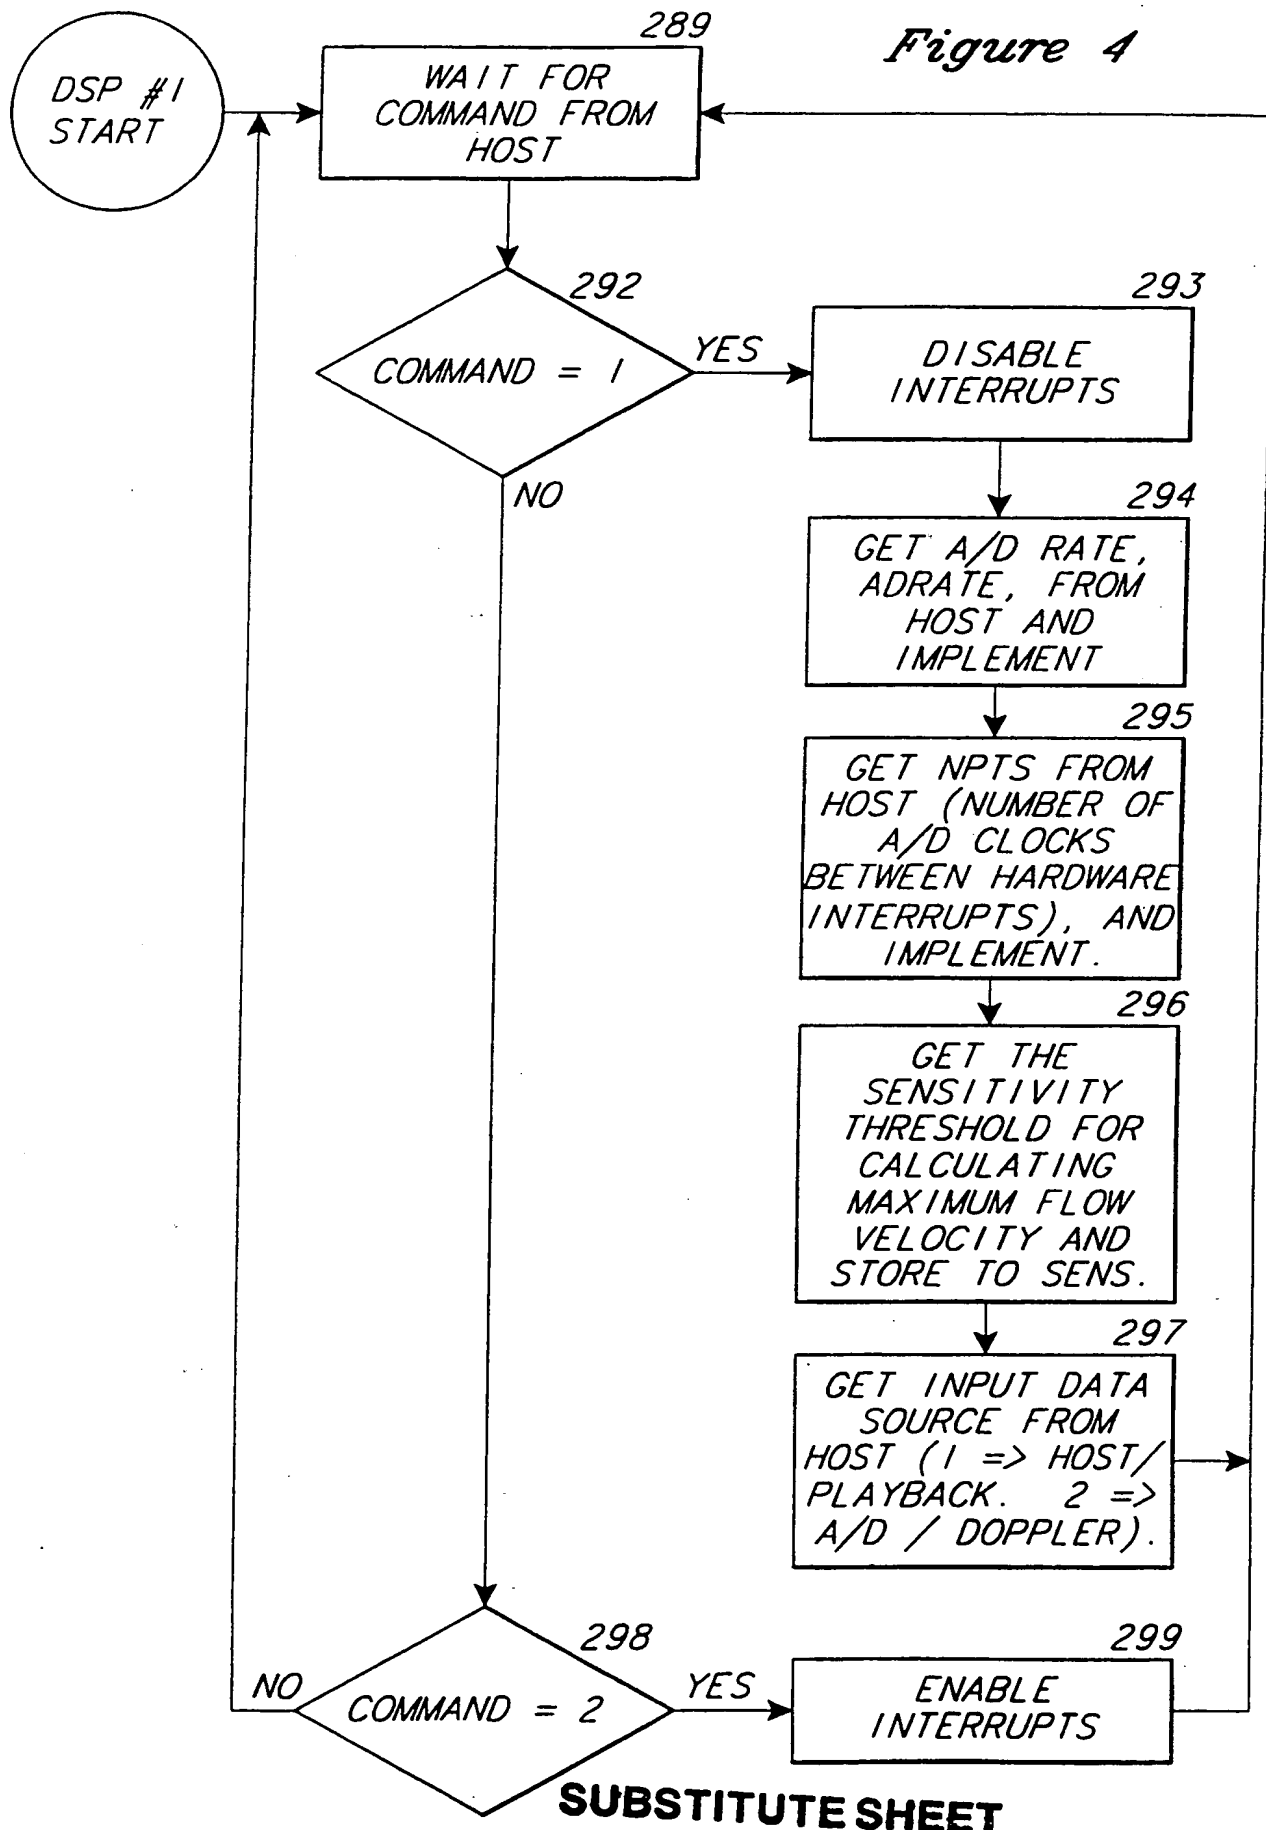 Figure 4
DSP #1
START
289
WAIT FOR
COMMAND FROM
HOST
292
COMMAND = 1
YES
NO
293
DISABLE
INTERRUPTS
294
GET A/D RATE,
ADRATE, FROM
HOST AND
IMPLEMENT
295
GET NPTS FROM
HOST (NUMBER OF
A/D CLOCKS
BETWEEN HARDWARE
INTERRUPTS), AND
IMPLEMENT.
296
GET THE
SENSITIVITY
THRESHOLD FOR
CALCULATING
MAXIMUM FLOW
VELOCITY AND
STORE TO SENS.
297
GET INPUT DATA
SOURCE FROM
HOST (1 => HOST/
PLAYBACK. 2 =>
A/D / DOPPLER).
298
COMMAND = 2
NO
YES
299
ENABLE
INTERRUPTS
SUBSTITUTE SHEET